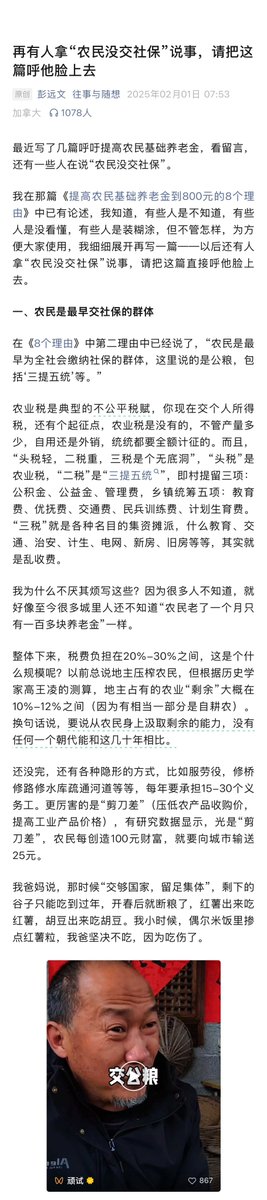 再有人拿“农民没交社保”说事，请把这
篇呼他脸上去
原创 彭远文 往事与随想 2025年02月01日 07:53
加拿大 1078人
最近写了几篇呼吁提高农民基础养老金，看留言，
还有一些人在说“农民没交社保”。
我在那篇《提高农民基础养老金到800元的8个理
由》中已有论述，我知道，有些人是不知道，有些
人是没看懂，有些人是装糊涂，但不管怎样，为方
便大家使用，我细细展开再写一篇——以后还有人
拿“农民没交社保”说事，请把这篇直接呼他脸上
去。
一、农民是最早交社保的群体
在《8个理由》中第二理由中已经说了，“农民是最
早为全社会缴纳社保的群体，这里说的是公粮，包
括‘三提五统’等。”
农业税是典型的不公平税赋，你现在交个人所得
税，还有个起征点，农业税是没有的，不管产量多
少，自用还是外销，统统都要全额计征的。而且，
“头税轻，二税重，三税是个无底洞”，“头税”是
农业税，“二税”是“三提五统”，即村提留三项：
公积金、公益金、管理费，乡镇统筹五项：教育
费、优抚费、交通费、民兵训练费、计划生育费。
“三税”就是各种名目的集资摊派，什么教育、交
通、治安、计生、电网、新房、旧房等等，其实就
是乱收费。
我为什么不厌其烦写这些？因为很多人不知道，就
好像至今很多城里人还不知道“农民老了一个月只
有一百多块养老金”一样。
整体下来，税费负担在20%-30%之间，这是个什
么规模呢？以前总说地主压榨农民，但根据历史学
家高王凌的测算，地主占有的农业“剩余”大概在
10%-12%之间（因为有相当一部分是自耕农）。
换句话说，要说从农民身上汲取剩余的能力，没有
任何一个朝代能和这几十年相比。
还没完，还有各种隐形的方式，比如服劳役，修桥
修路修水库疏通河道等等，每年要承担15-30个义
务工。更厉害的是“剪刀差”（压低农产品收购价，
提高工业产品价格），有研究数据显示，光是“剪
刀差”，农民每创造100元财富，就要向城市输送
25元。
我爸妈说，那时候“交够国家，留足集体”，剩下的
谷子只能吃到过年，开春后就断粮了，红薯出来吃
红薯，胡豆出来吃胡豆。我小时候，偶尔米饭里掺
点红薯粒，我爸坚决不吃，因为吃伤了。
交公粮
顽试
867